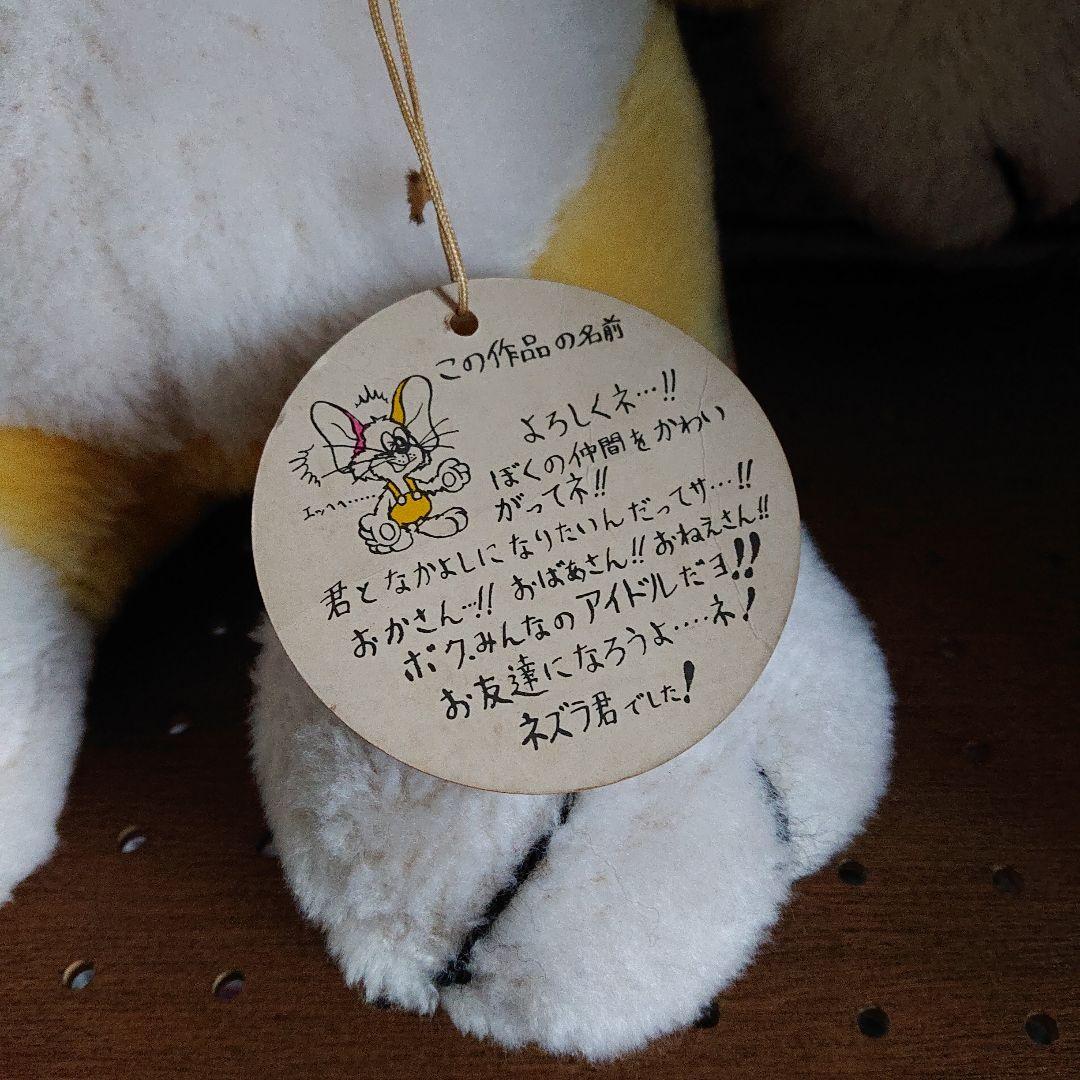 この作品の名前
よろしくネ…!!
ぼくの仲間をかわい
がってネ!!
エッヘヘ……
君となかよしになりたいんだってサ…!!
おかさん…!! おばあさん!! おねえさん!!
ボク.みんなのアイドルだヨ!!
お友達になろうよ……ネ!
ネズラ君でした!